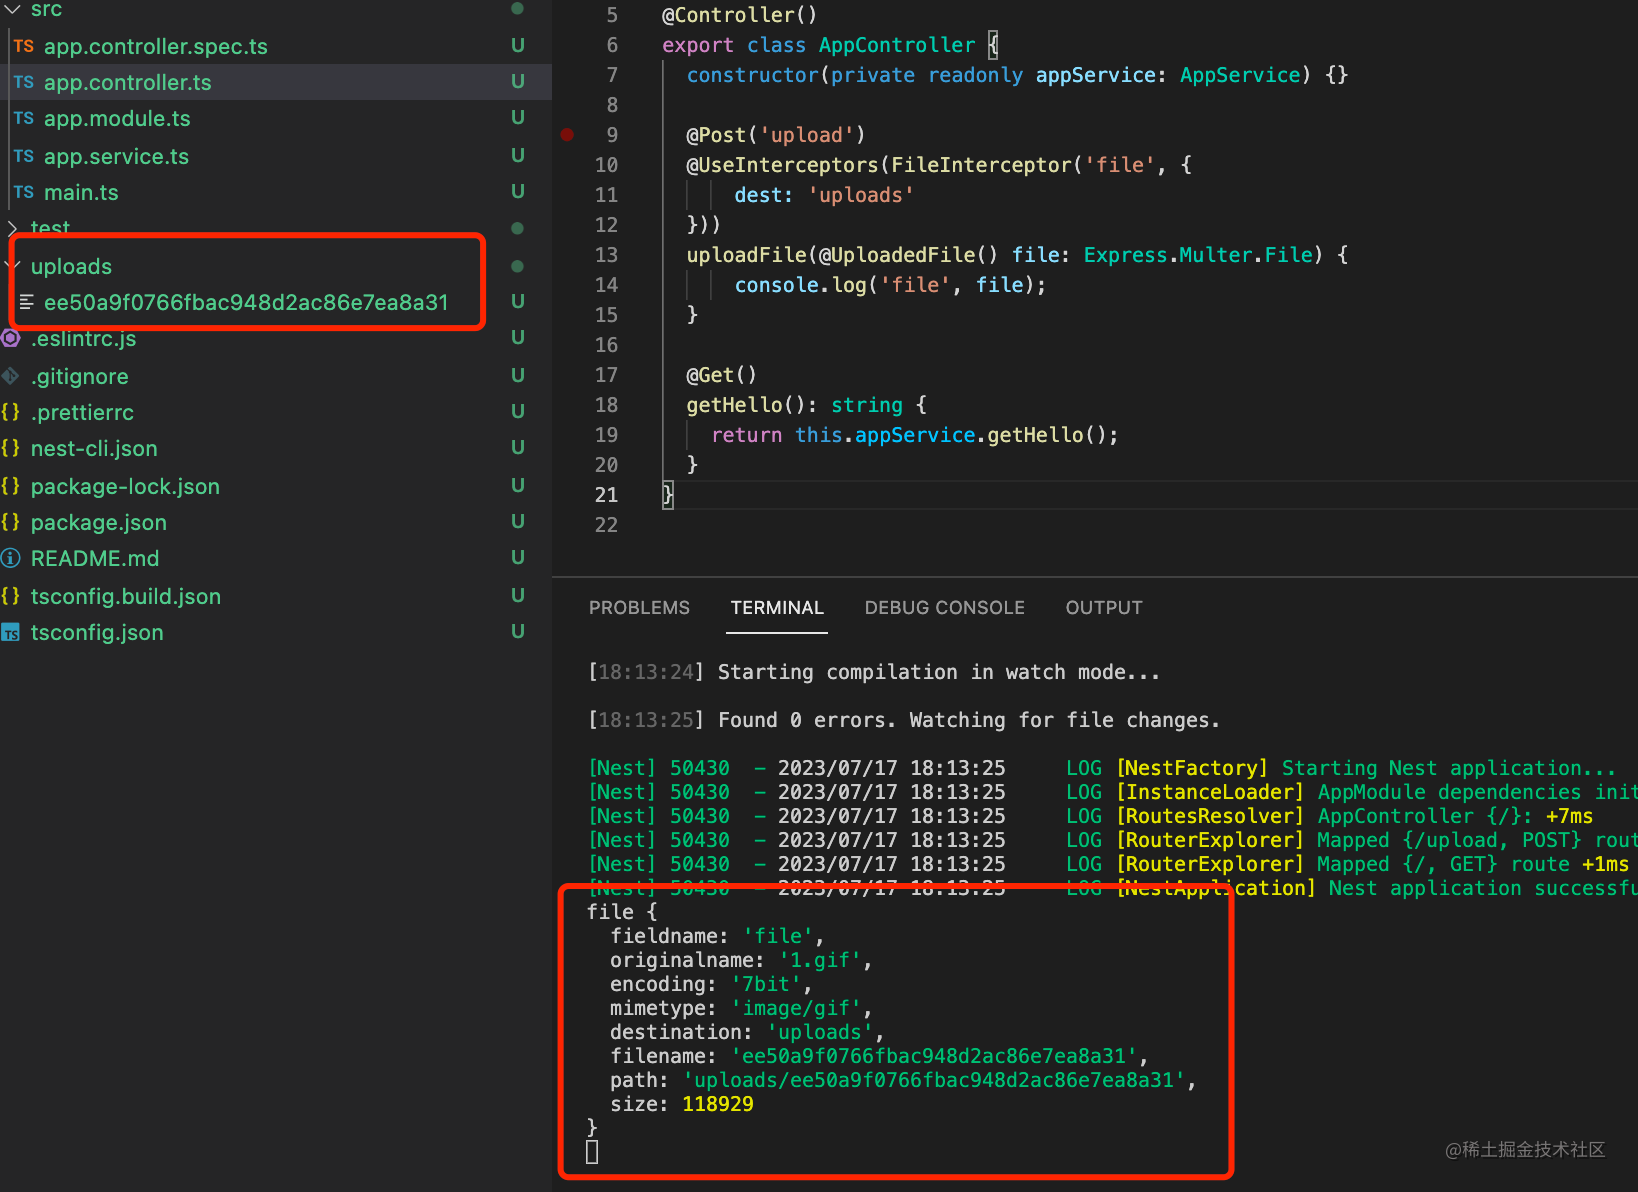 src
TS app.controller.spec.ts U
TS app.controller.ts U
TS app.module.ts U
TS app.service.ts U
TS main.ts U
test
uploads
ee50a9f0766fbac948d2ac86e7ea8a31 U
.eslintrc.js U
.gitignore U
{} .prettierrc U
{} nest-cli.json U
{} package-lock.json U
{} package.json U
README.md U
{} tsconfig.build.json U
TS tsconfig.json U
5 @Controller()
6 export class AppController {
7 constructor(private readonly appService: AppService) {}
8
9 @Post('upload')
10 @UseInterceptors(FileInterceptor('file', {
11 dest: 'uploads'
12 }))
13 uploadFile(@UploadedFile() file: Express.Multer.File) {
14 console.log('file', file);
15 }
16
17 @Get()
18 getHello(): string {
19 return this.appService.getHello();
20 }
21 }
22
PROBLEMS TERMINAL DEBUG CONSOLE OUTPUT
[18:13:24] Starting compilation in watch mode...
[18:13:25] Found 0 errors. Watching for file changes.
[Nest] 50430 - 2023/07/17 18:13:25 LOG [NestFactory] Starting Nest application...
[Nest] 50430 - 2023/07/17 18:13:25 LOG [InstanceLoader] AppModule dependencies init
[Nest] 50430 - 2023/07/17 18:13:25 LOG [RoutesResolver] AppController {/}: +7ms
[Nest] 50430 - 2023/07/17 18:13:25 LOG [RouterExplorer] Mapped {/upload, POST} rout
[Nest] 50430 - 2023/07/17 18:13:25 LOG [RouterExplorer] Mapped {/, GET} route +1ms
[Nest] 50430 - 2023/07/17 18:13:25 LOG [NestApplication] Nest application successfu
file {
fieldname: 'file',
originalname: '1.gif',
encoding: '7bit',
mimetype: 'image/gif',
destination: 'uploads',
filename: 'ee50a9f0766fbac948d2ac86e7ea8a31',
path: 'uploads/ee50a9f0766fbac948d2ac86e7ea8a31',
size: 118929
}
@稀土掘金技术社区